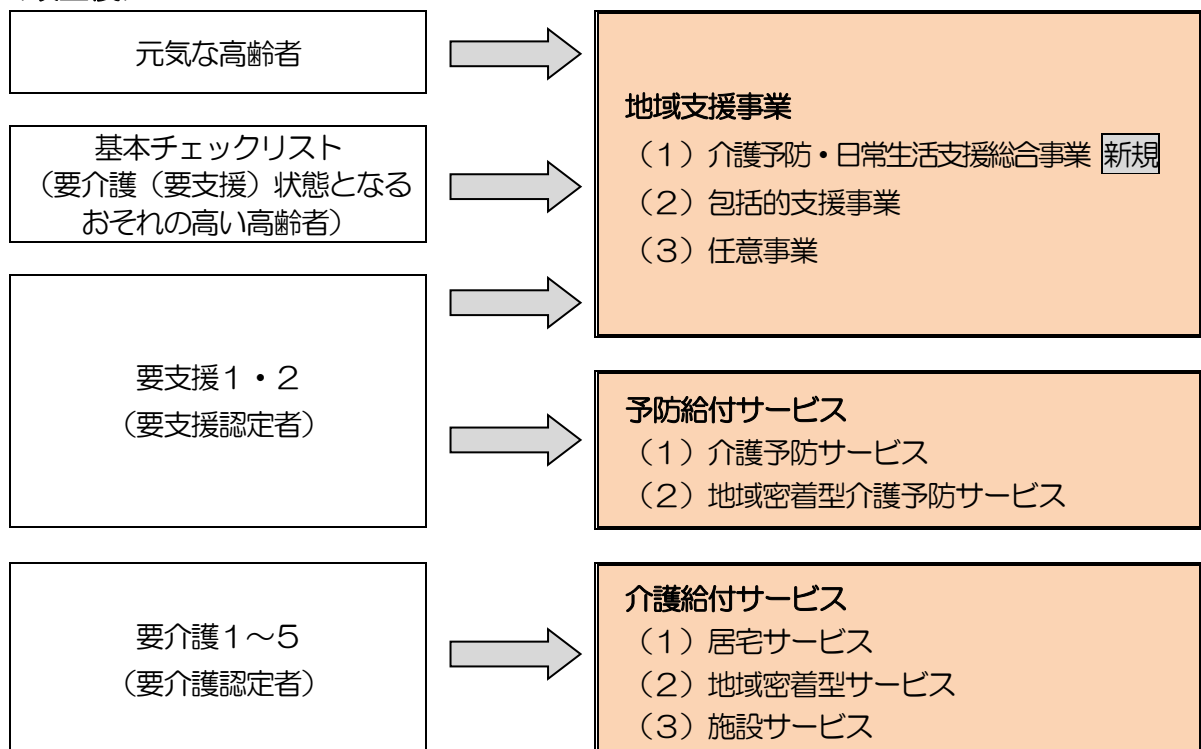 元気な高齢者
基本チェックリスト
（要介護（要支援）状態となる
おそれの高い高齢者）
要支援１・２
（要支援認定者）
要介護１～５
（要介護認定者）
地域支援事業
（１）介護予防・日常生活支援総合事業 新規
（２）包括的支援事業
（３）任意事業
予防給付サービス
（１）介護予防サービス
（２）地域密着型介護予防サービス
介護給付サービス
（１）居宅サービス
（２）地域密着型サービス
（３）施設サービス